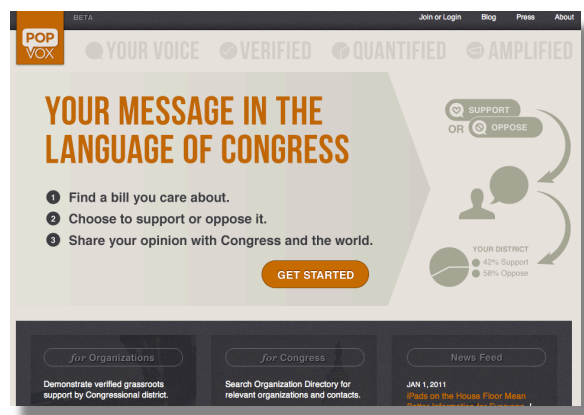 POP
VOX
BETA
Join or Login Blog Press About
YOUR VOICE VERIFIED QUANTIFIED AMPLIFIED
YOUR MESSAGE IN THE
LANGUAGE OF CONGRESS
1 Find a bill you care about.
2 Choose to support or oppose it.
3 Share your opinion with Congress and the world.
GET STARTED
SUPPORT
OR OPPOSE
YOUR DISTRICT
42% Support
58% Oppose
for Organizations
Demonstrate verified grassroots
support by Congressional district.
for Congress
Search Organization Directory for
relevant organizations and contacts.
News Feed
JAN 1, 2011
iPads on the House Floor Mean